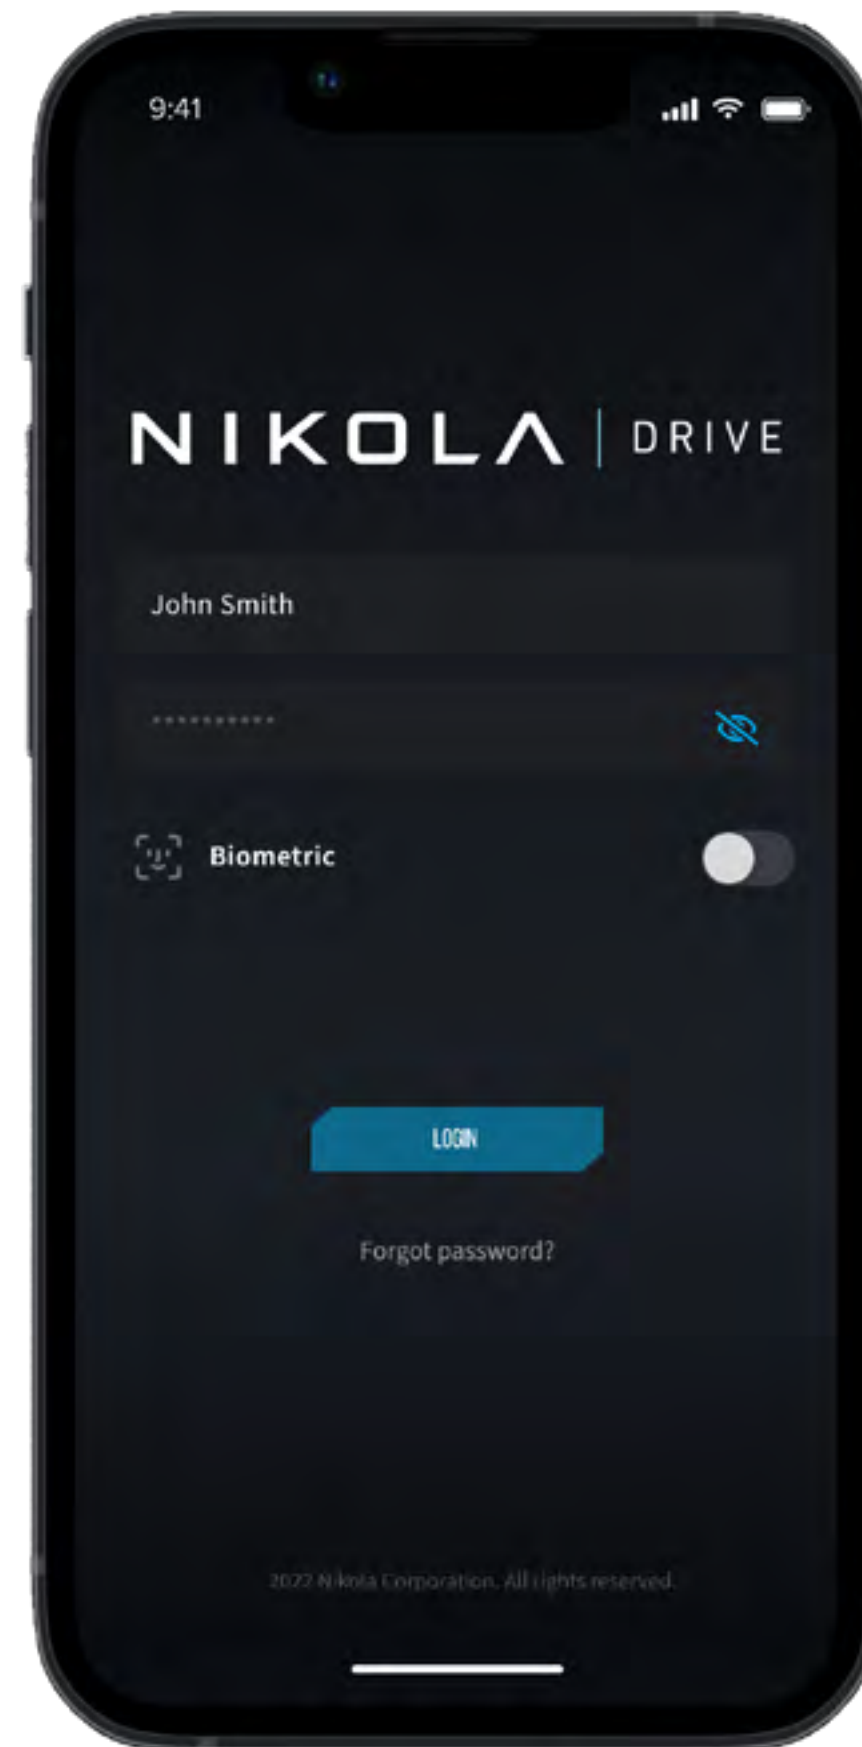 9:41
NIKOLA | DRIVE
John Smith
••••••••••
Biometric
LOGIN
Forgot password?
2022 Nikola Corporation. All rights reserved.